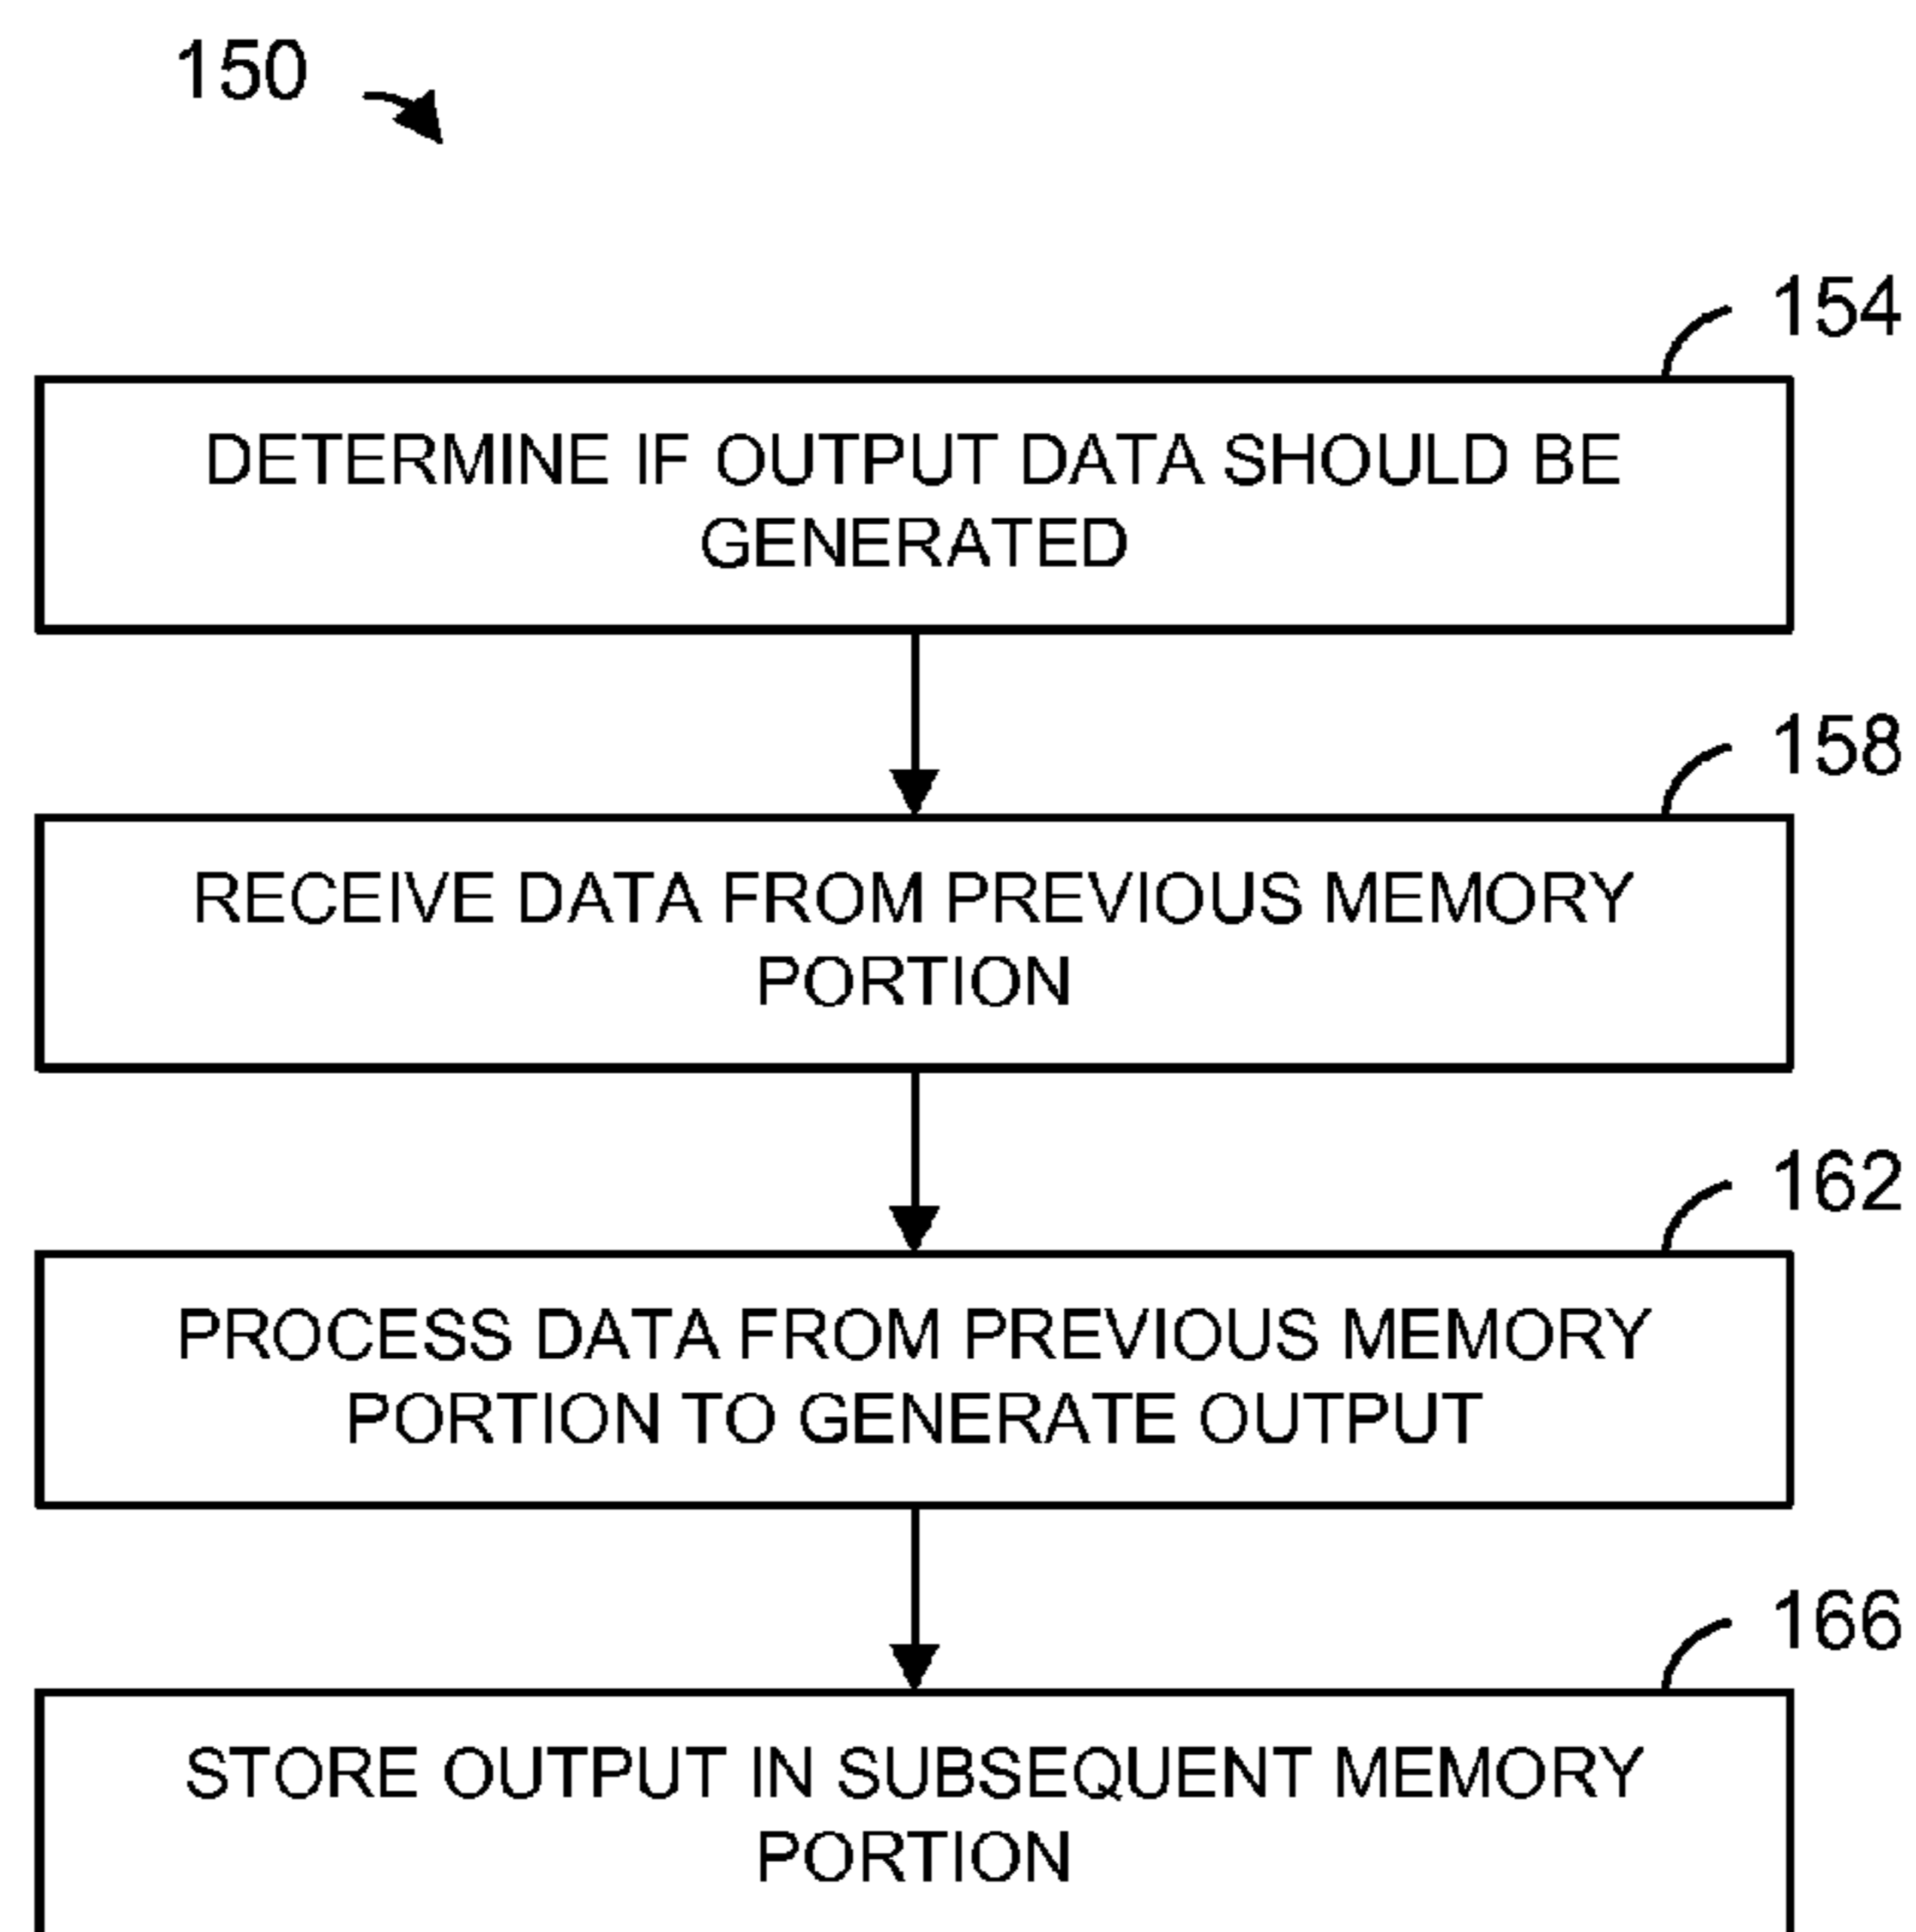 150
154
DETERMINE IF OUTPUT DATA SHOULD BE
GENERATED
158
RECEIVE DATA FROM PREVIOUS MEMORY
PORTION
162
PROCESS DATA FROM PREVIOUS MEMORY
PORTION TO GENERATE OUTPUT
166
STORE OUTPUT IN SUBSEQUENT MEMORY
PORTION